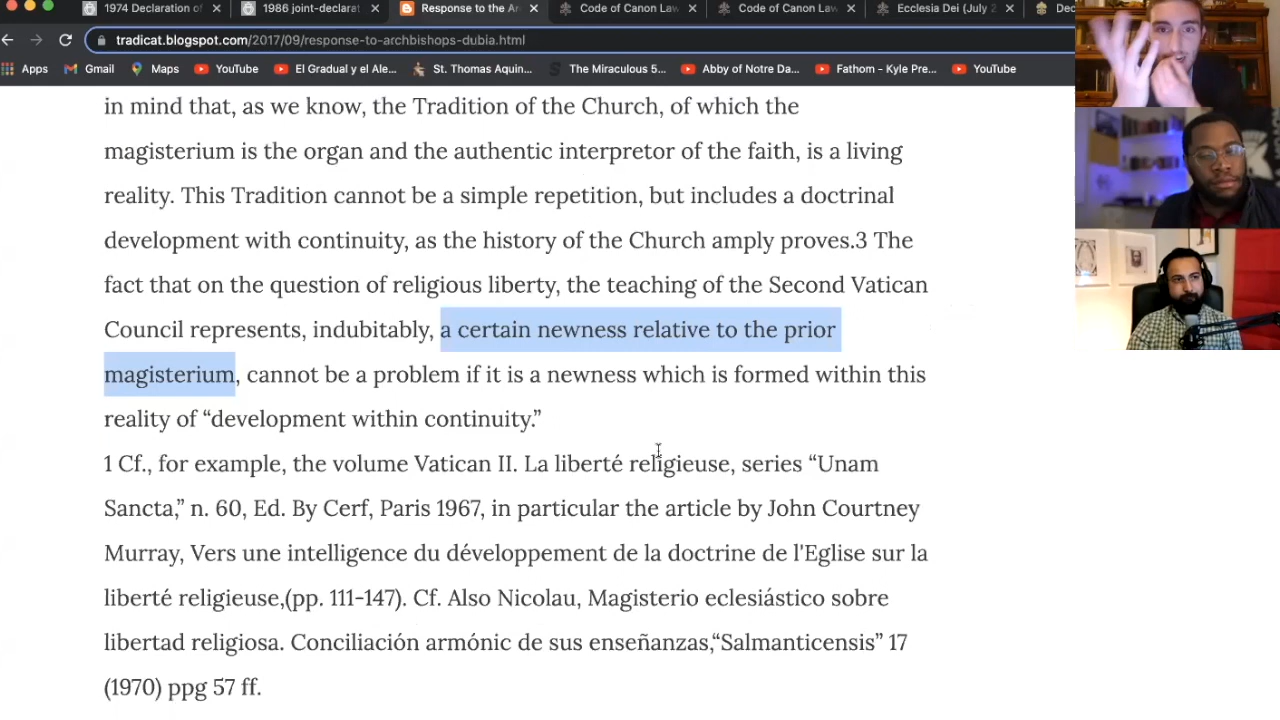 1974 Declaration of
1986 joint-declarat
Response to the Ar
Code of Canon Law
Code of Canon Law
Ecclesia Dei (July 2
Dec
tradicat.blogspot.com/2017/09/response-to-archbishops-dubia.html
Apps Gmail Maps YouTube El Gradual y el Ale... St. Thomas Aquin... The Miraculous 5... Abby of Notre Da... Fathom - Kyle Pre... YouTube
in mind that, as we know, the Tradition of the Church, of which the
magisterium is the organ and the authentic interpretor of the faith, is a living
reality. This Tradition cannot be a simple repetition, but includes a doctrinal
development with continuity, as the history of the Church amply proves.3 The
fact that on the question of religious liberty, the teaching of the Second Vatican
Council represents, indubitably, a certain newness relative to the prior
magisterium, cannot be a problem if it is a newness which is formed within this
reality of “development within continuity.”
1 Cf., for example, the volume Vatican II. La liberté religieuse, series “Unam
Sancta,” n. 60, Ed. By Cerf, Paris 1967, in particular the article by John Courtney
Murray, Vers une intelligence du développement de la doctrine de l'Eglise sur la
liberté religieuse,(pp. 111-147). Cf. Also Nicolau, Magisterio eclesiástico sobre
libertad religiosa. Conciliación armónic de sus enseñanzas,“Salmanticensis” 17
(1970) ppg 57 ff.